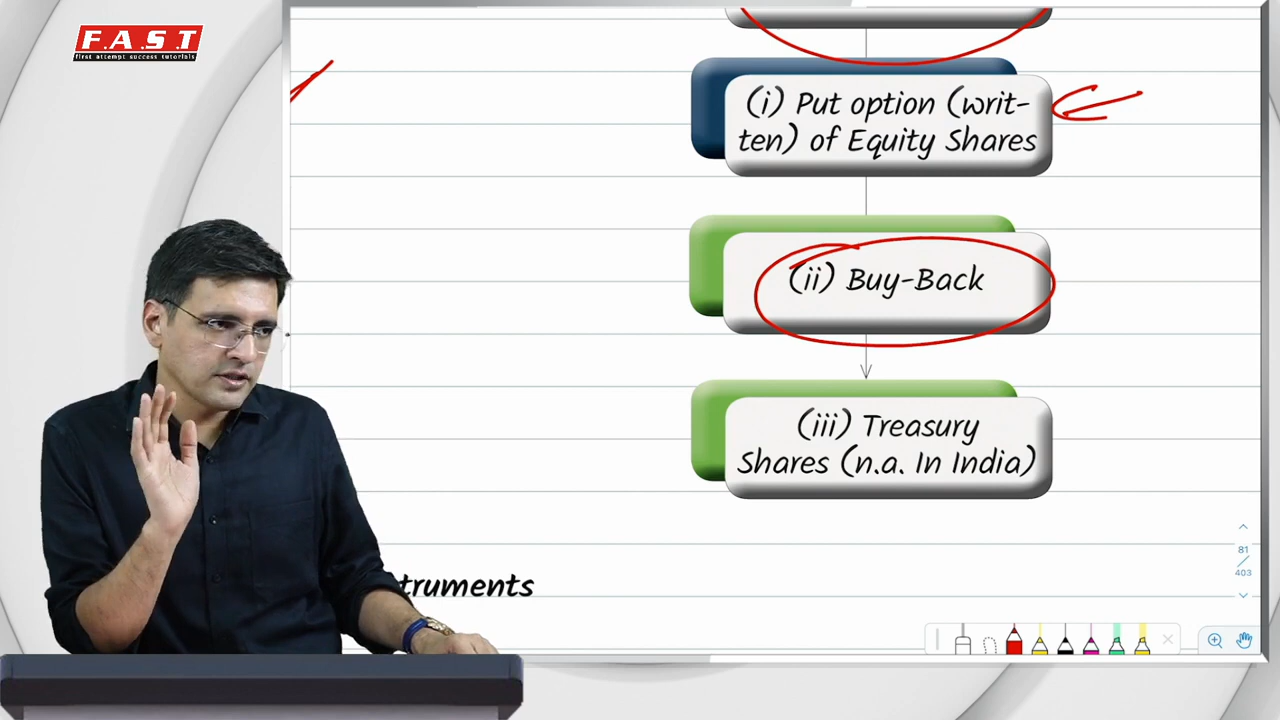 F.A.S.T
first attempt success tutorials
(i) Put option (writ-
ten) of Equity Shares
(ii) Buy-Back
(iii) Treasury
Shares (n.a. In India)
truments
81
403